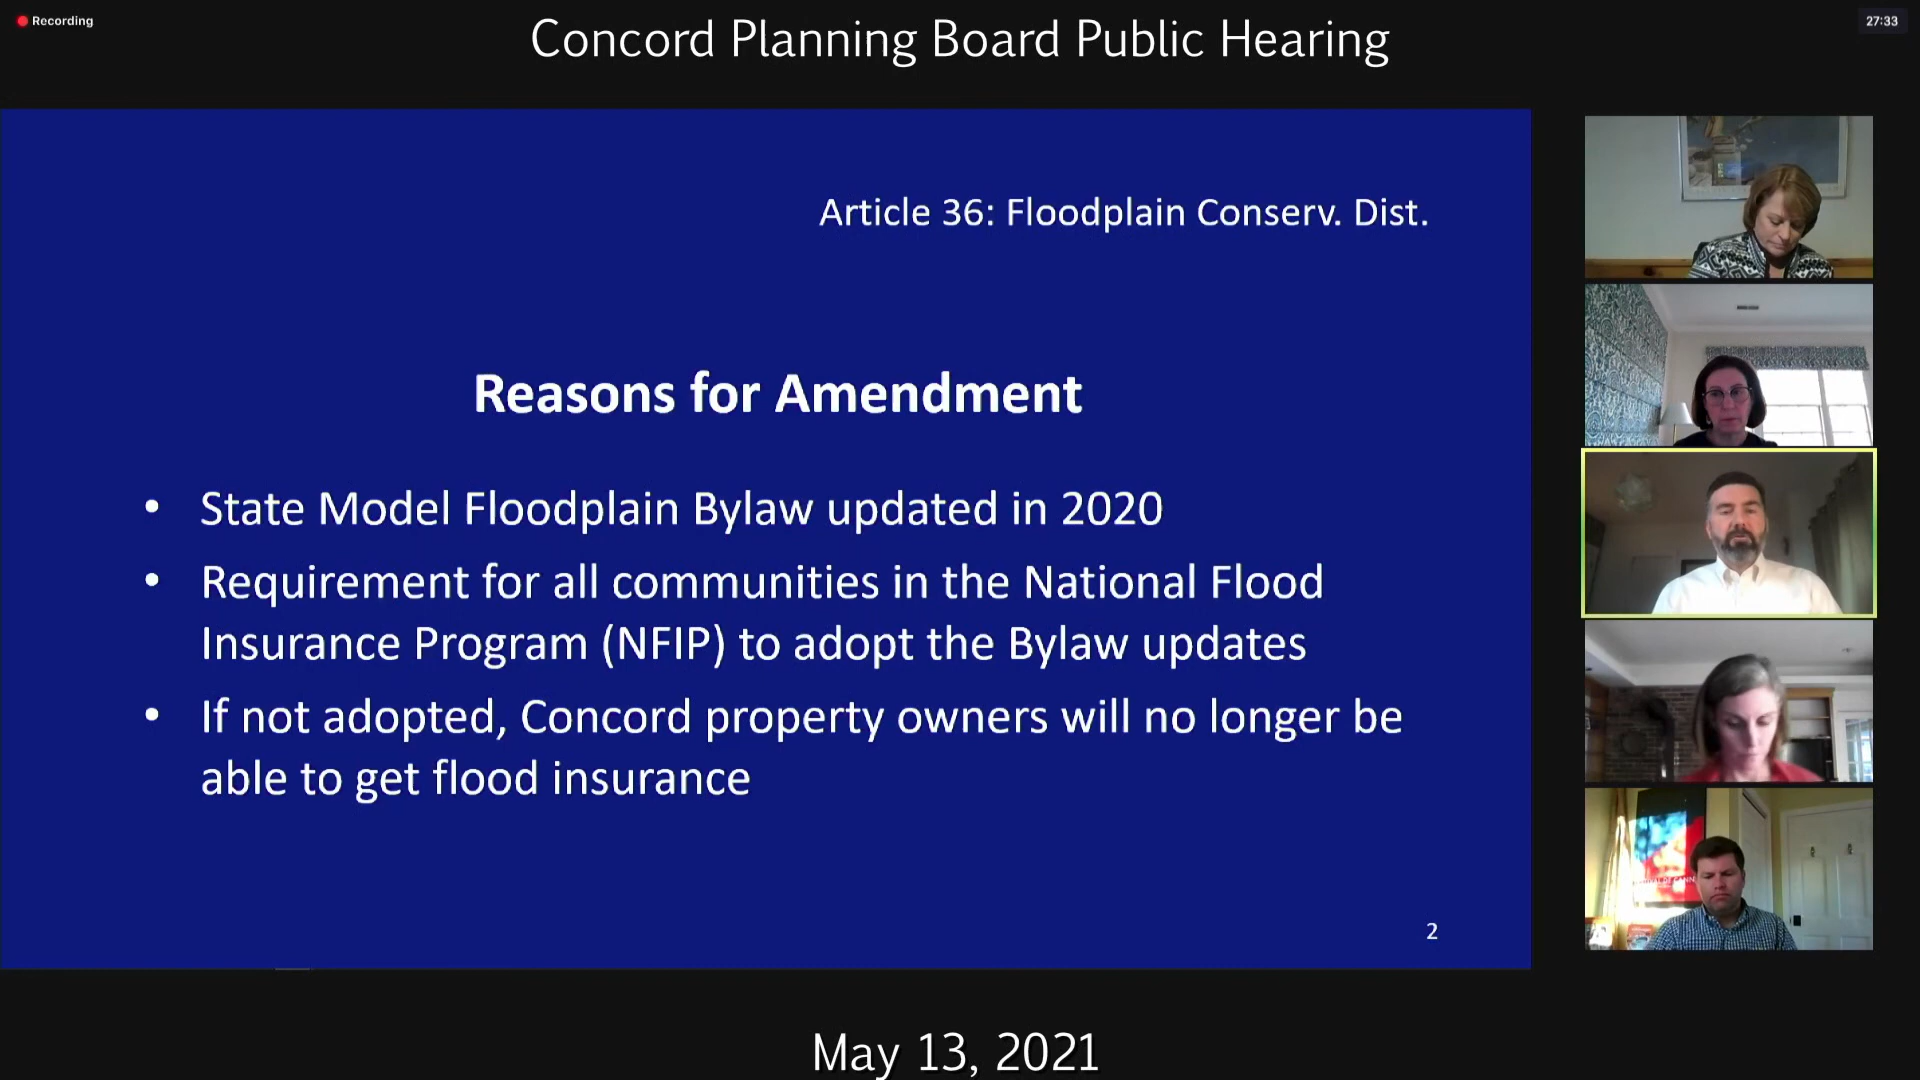 Recording
27:33
Concord Planning Board Public Hearing
Article 36: Floodplain Conserv. Dist.
Reasons for Amendment
• State Model Floodplain Bylaw updated in 2020
• Requirement for all communities in the National Flood
Insurance Program (NFIP) to adopt the Bylaw updates
• If not adopted, Concord property owners will no longer be
able to get flood insurance
2
May 13, 2021